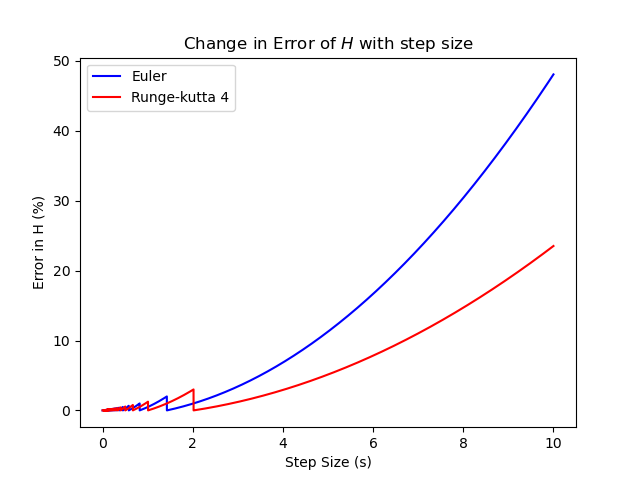 Change in Error of H with step size
Euler
Runge-kutta 4
Error in H (%)
50
40
30
20
10
0
0 2 4 6 8 10
Step Size (s)